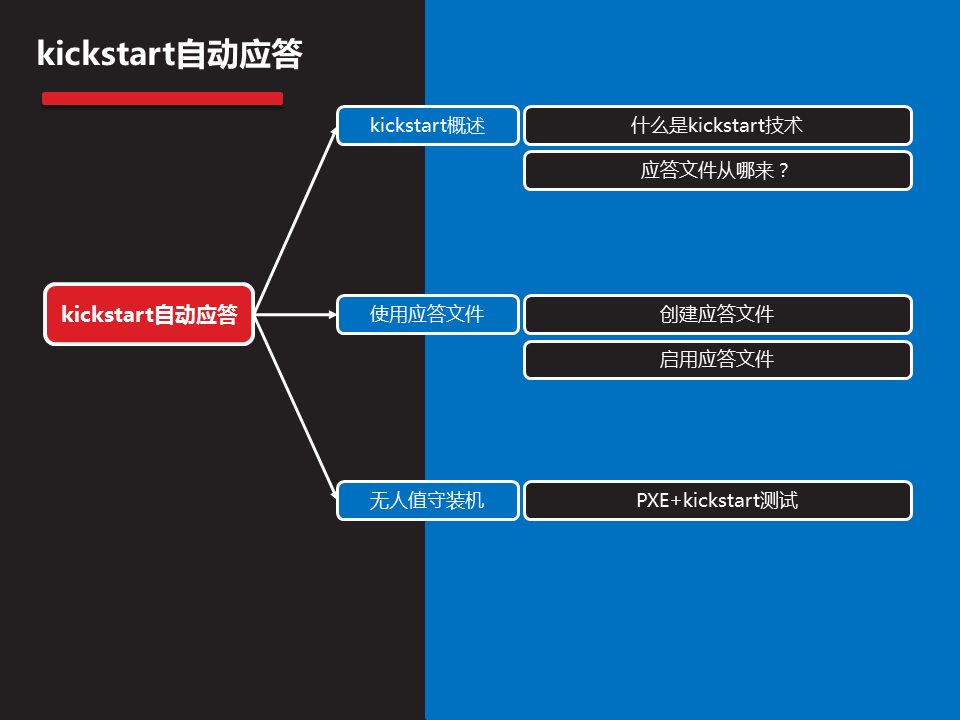 kickstart自动应答
kickstart概述
什么是kickstart技术
应答文件从哪来？
kickstart自动应答
使用应答文件
创建应答文件
启用应答文件
无人值守装机
PXE+kickstart测试